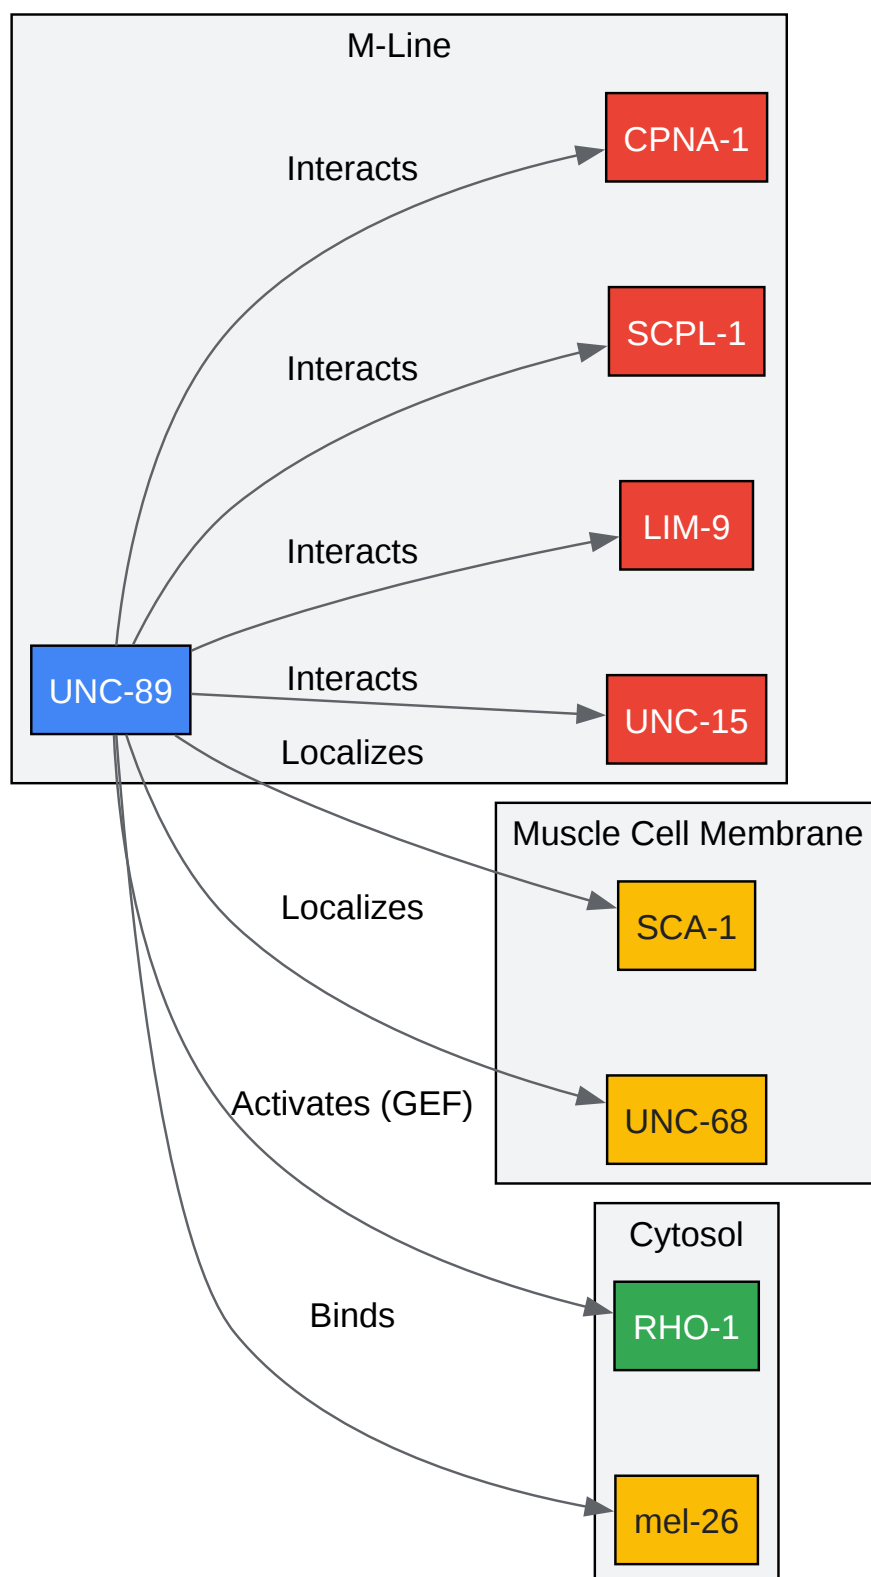 M-Line
CPNA-1
Interacts
SCPL-1
Interacts
LIM-9
Interacts
UNC-89
Interacts
UNC-15
Localizes
Muscle Cell Membrane
SCA-1
Localizes
UNC-68
Activates (GEF)
Cytosol
RHO-1
Binds
mel-26